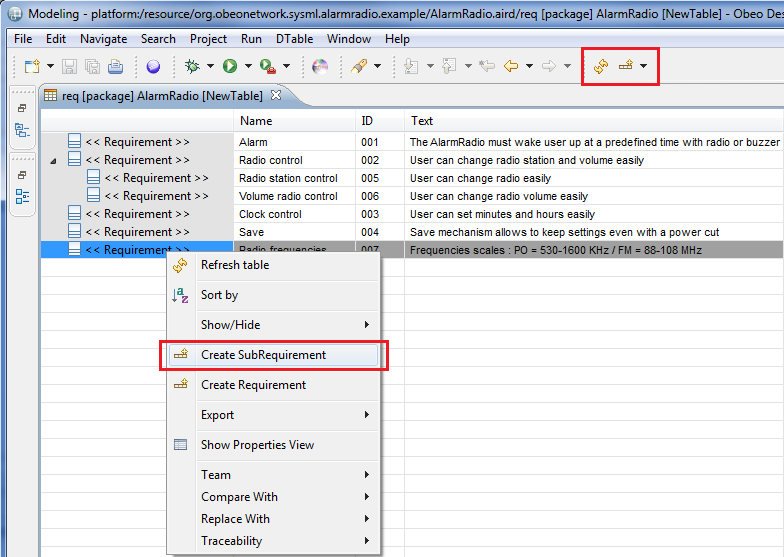 Modeling - platform:/resource/org.obeonetwork.sysml.alarmradio.example/AlarmRadio.aird/req [package] AlarmRadio [NewTable] - Obeo Des
File Edit Navigate Search Project Run DTable Window Help
req [package] AlarmRadio [NewTable]
Name ID Text
<< Requirement >> Alarm 001 The AlarmRadio must wake user up at a predefined time with radio or buzzer
<< Requirement >> Radio control 002 User can change radio station and volume easily
<< Requirement >> Radio station control 005 User can change radio easily
<< Requirement >> Volume radio control 006 User can change radio volume easily
<< Requirement >> Clock control 003 User can set minutes and hours easily
<< Requirement >> Save 004 Save mechanism allows to keep settings even with a power cut
<< Requirement >> Radio frequencies 007 Frequencies scales : PO = 530-1600 KHz / FM = 88-108 MHz
Refresh table
Sort by
Show/Hide
Create SubRequirement
Create Requirement
Export
Show Properties View
Team
Compare With
Replace With
Traceability